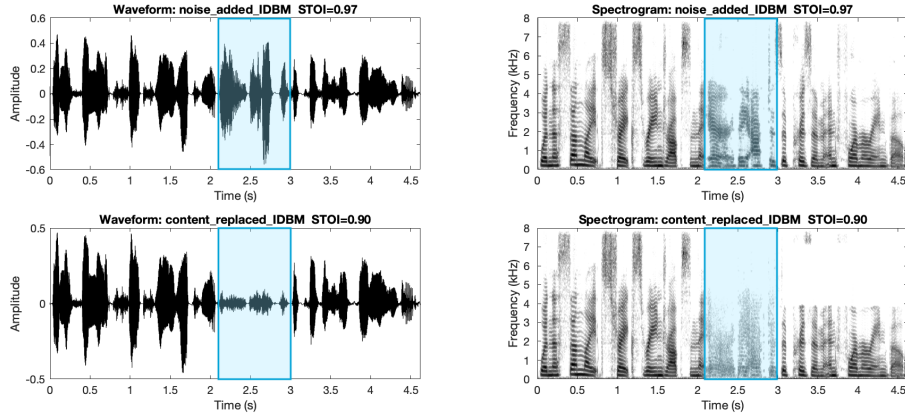 Waveform: noise_added_IDBM  STOI=0.97
0.6
0.4
0.2
0
-0.2
-0.4
-0.6
Amplitude
0 0.5 1 1.5 2 2.5 3 3.5 4 4.5
Time (s)
Spectrogram: noise_added_IDBM  STOI=0.97
8
7
6
5
4
3
2
1
0
Frequency (kHz)
0 0.5 1 1.5 2 2.5 3 3.5 4 4.5
Time (s)
Waveform: content_replaced_IDBM  STOI=0.90
0.5
0
-0.5
Amplitude
0 0.5 1 1.5 2 2.5 3 3.5 4 4.5
Time (s)
Spectrogram: content_replaced_IDBM  STOI=0.90
8
7
6
5
4
3
2
1
0
Frequency (kHz)
0 0.5 1 1.5 2 2.5 3 3.5 4 4.5
Time (s)